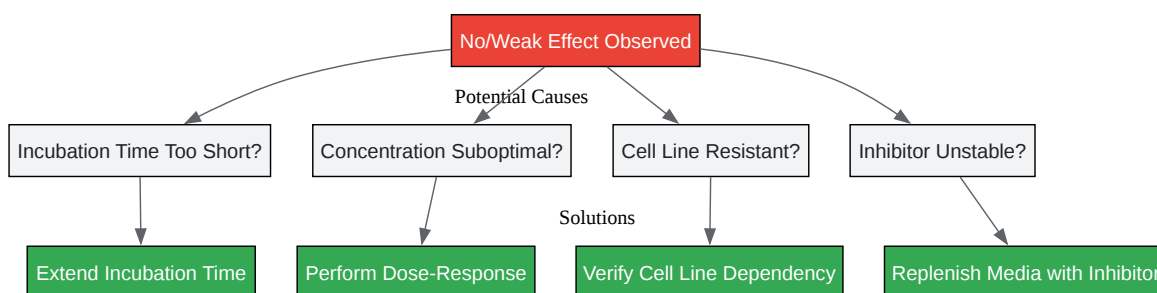 No/Weak Effect Observed
Potential Causes
Incubation Time Too Short?
Concentration Suboptimal?
Cell Line Resistant?
Inhibitor Unstable?
Solutions
Extend Incubation Time
Perform Dose-Response
Verify Cell Line Dependency
Replenish Media with Inhibitor